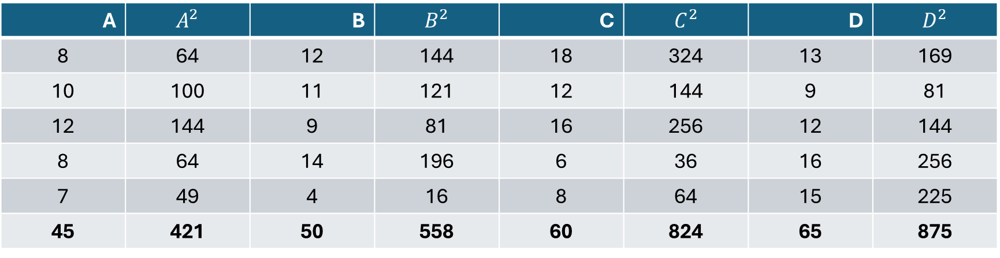 A A² B B² C C² D D²
8 64 12 144 18 324 13 169
10 100 11 121 12 144 9 81
12 144 9 81 16 256 12 144
8 64 14 196 6 36 16 256
7 49 4 16 8 64 15 225
45 421 50 558 60 824 65 875